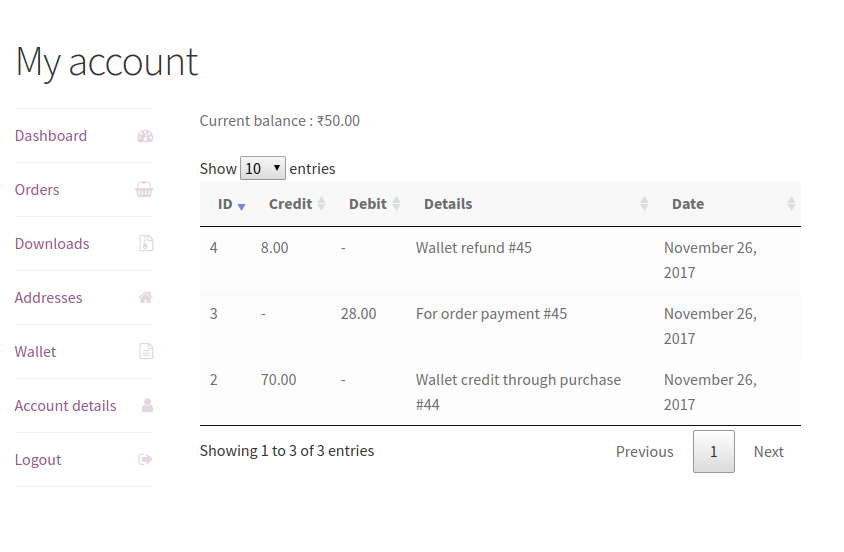 My account
Dashboard
Orders
Downloads
Addresses
Wallet
Account details
Logout
Current balance : ₹50.00
Show 10 entries
ID Credit Debit Details Date
4 8.00 - Wallet refund #45 November 26,
2017
3 - 28.00 For order payment #45 November 26,
2017
2 70.00 - Wallet credit through purchase November 26,
#44 2017
Showing 1 to 3 of 3 entries Previous 1 Next